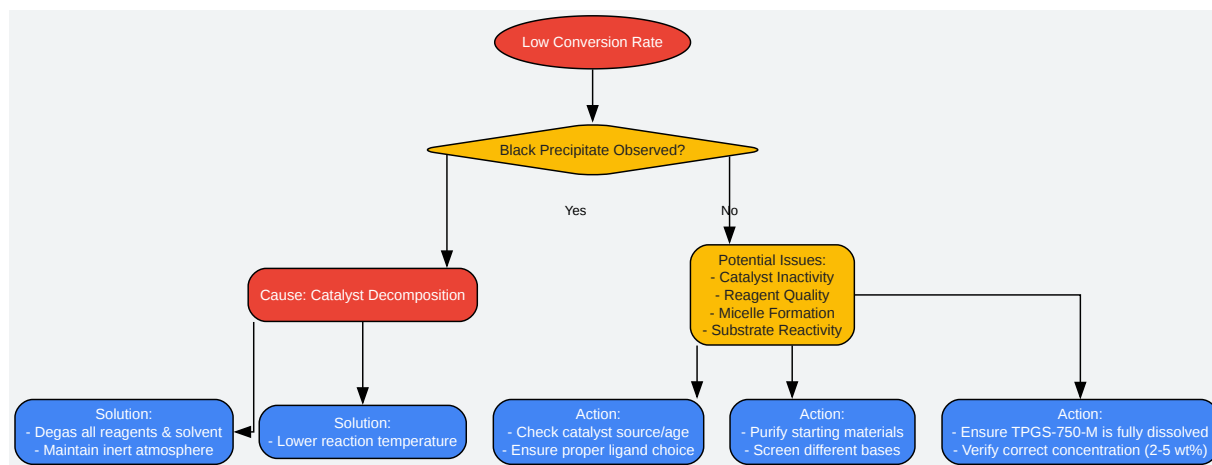 Low Conversion Rate
Black Precipitate Observed?
Yes
No
Cause: Catalyst Decomposition
Potential Issues:
- Catalyst Inactivity
- Reagent Quality
- Micelle Formation
- Substrate Reactivity
Solution:
- Degas all reagents & solvent
- Maintain inert atmosphere
Solution:
- Lower reaction temperature
Action:
- Check catalyst source/age
- Ensure proper ligand choice
Action:
- Purify starting materials
- Screen different bases
Action:
- Ensure TPGS-750-M is fully dissolved
- Verify correct concentration (2-5 wt%)